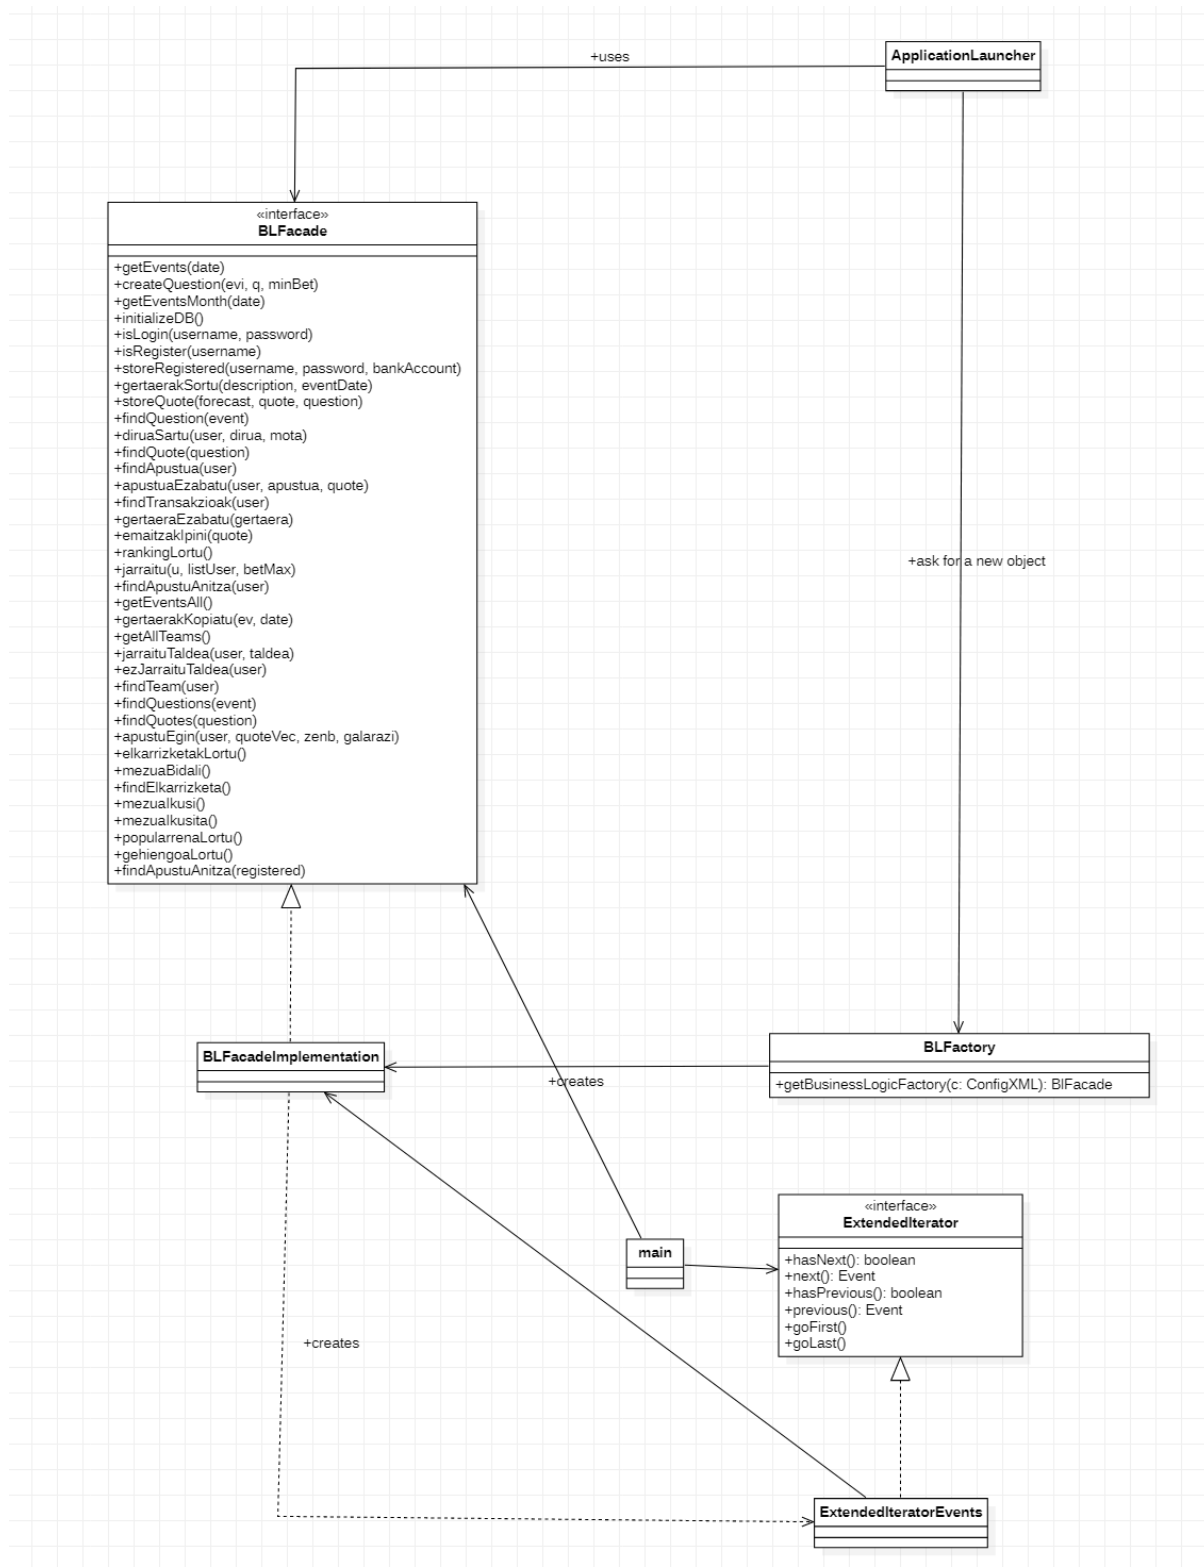 +uses
ApplicationLauncher
«interface»
BLFacade
+getEvents(date)
+createQuestion(evi, q, minBet)
+getEventsMonth(date)
+initializeDB()
+isLogin(username, password)
+isRegister(username)
+storeRegistered(username, password, bankAccount)
+gertaerakSortu(description, eventDate)
+storeQuote(forecast, quote, question)
+findQuestion(event)
+diruaSartu(user, dirua, mota)
+findQuote(question)
+findApustua(user)
+apustuaEzabatu(user, apustua, quote)
+findTransakzioak(user)
+gertaeraEzabatu(gertaera)
+emaitzakIpini(quote)
+rankingLortu()
+jarraitu(u, listUser, betMax)
+findApustuAnitza(user)
+getEventsAll()
+gertaerakKopiatu(ev, date)
+getAllTeams()
+jarraituTaldea(user, taldea)
+ezJarraituTaldea(user)
+findTeam(user)
+findQuestions(event)
+findQuotes(question)
+apustuEgin(user, quoteVec, zenb, galarazi)
+elkarrizketakLortu()
+mezuaBidali()
+findElkarrizketa()
+mezuaIkusi()
+mezuaIkusita()
+popularrenaLortu()
+gehiengoaLortu()
+findApustuAnitza(registered)
+ask for a new object
BLFacadeImplementation
+creates
BLFactory
+getBusinessLogicFactory(c: ConfigXML): BlFacade
main
«interface»
ExtendedIterator
+hasNext(): boolean
+next(): Event
+hasPrevious(): boolean
+previous(): Event
+goFirst()
+goLast()
+creates
ExtendedIteratorEvents